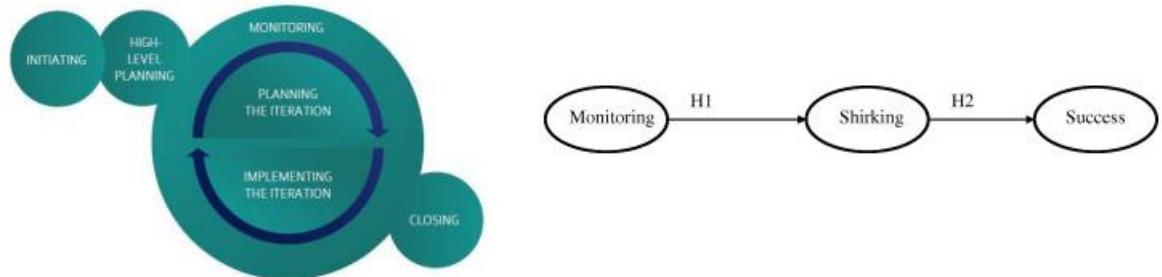 MONITORING
INITIATING
HIGH-
LEVEL
PLANNING
PLANNING
THE ITERATION
IMPLEMENTING
THE ITERATION
CLOSING
Monitoring
H1
Shirking
H2
Success